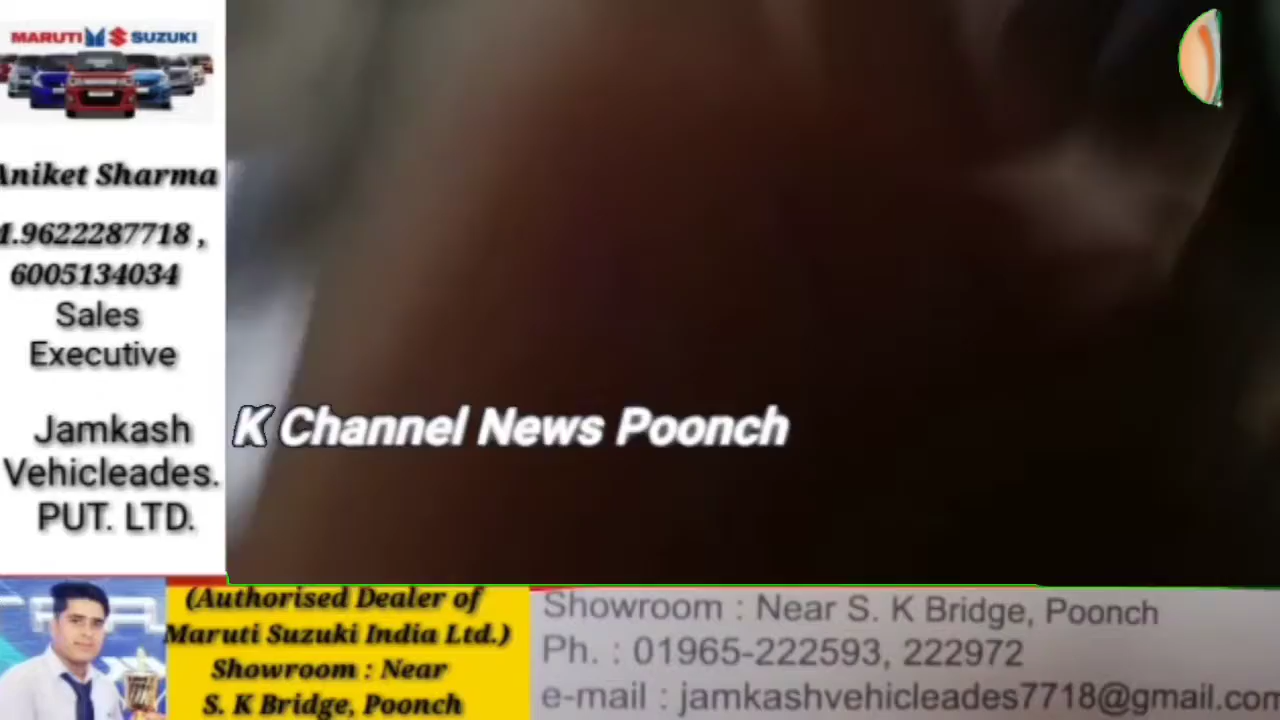 MARUTI SUZUKI
Aniket Sharma
M.9622287718 ,
6005134034
Sales
Executive
Jamkash
Vehicleades.
PUT. LTD.
K Channel News Poonch
(Authorised Dealer of
Maruti Suzuki India Ltd.)
Showroom : Near
S. K Bridge, Poonch
Showroom : Near S. K Bridge, Poonch
Ph. : 01965-222593, 222972
e-mail : jamkashvehicleades7718@gmail.com